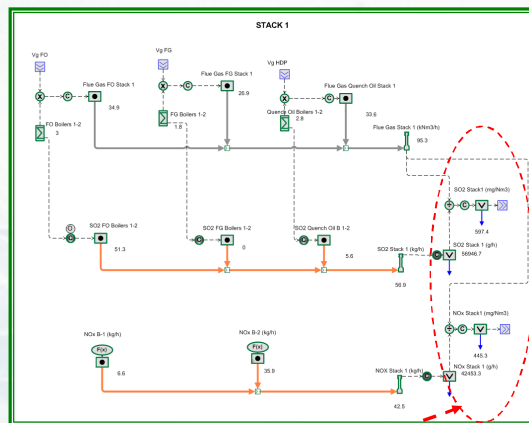 STACK 1
Vg FO
Vg FG
Vg HDP
Flue Gas FO Stack 1
Flue Gas FG Stack 1
Flue Gas Quench Oil Stack 1
X
C
X
C
X
C
34.9
26.9
33.6
FO Boilers 1-2
3
FG Boilers 1-2
1.8
Quench Oil Boilers 1-2
2.8
Flue Gas Stack 1 (kNm3/h)
95.3
SO2 Stack1 (mg/Nm3)
C
597.4
SO2 FO Boilers 1-2
51.3
SO2 FG Boilers 1-2
0
SO2 Quench Oil B 1-2
5.6
SO2 Stack 1 (kg/h)
56.9
SO2 Stack 1 (g/h)
56946.7
NOx Stack1 (mg/Nm3)
C
445.3
NOx B-1 (kg/h)
F(x)
6.6
NOx B-2 (kg/h)
F(x)
35.9
NOX Stack 1 (kg/h)
42.5
NOx Stack 1 (g/h)
42453.3